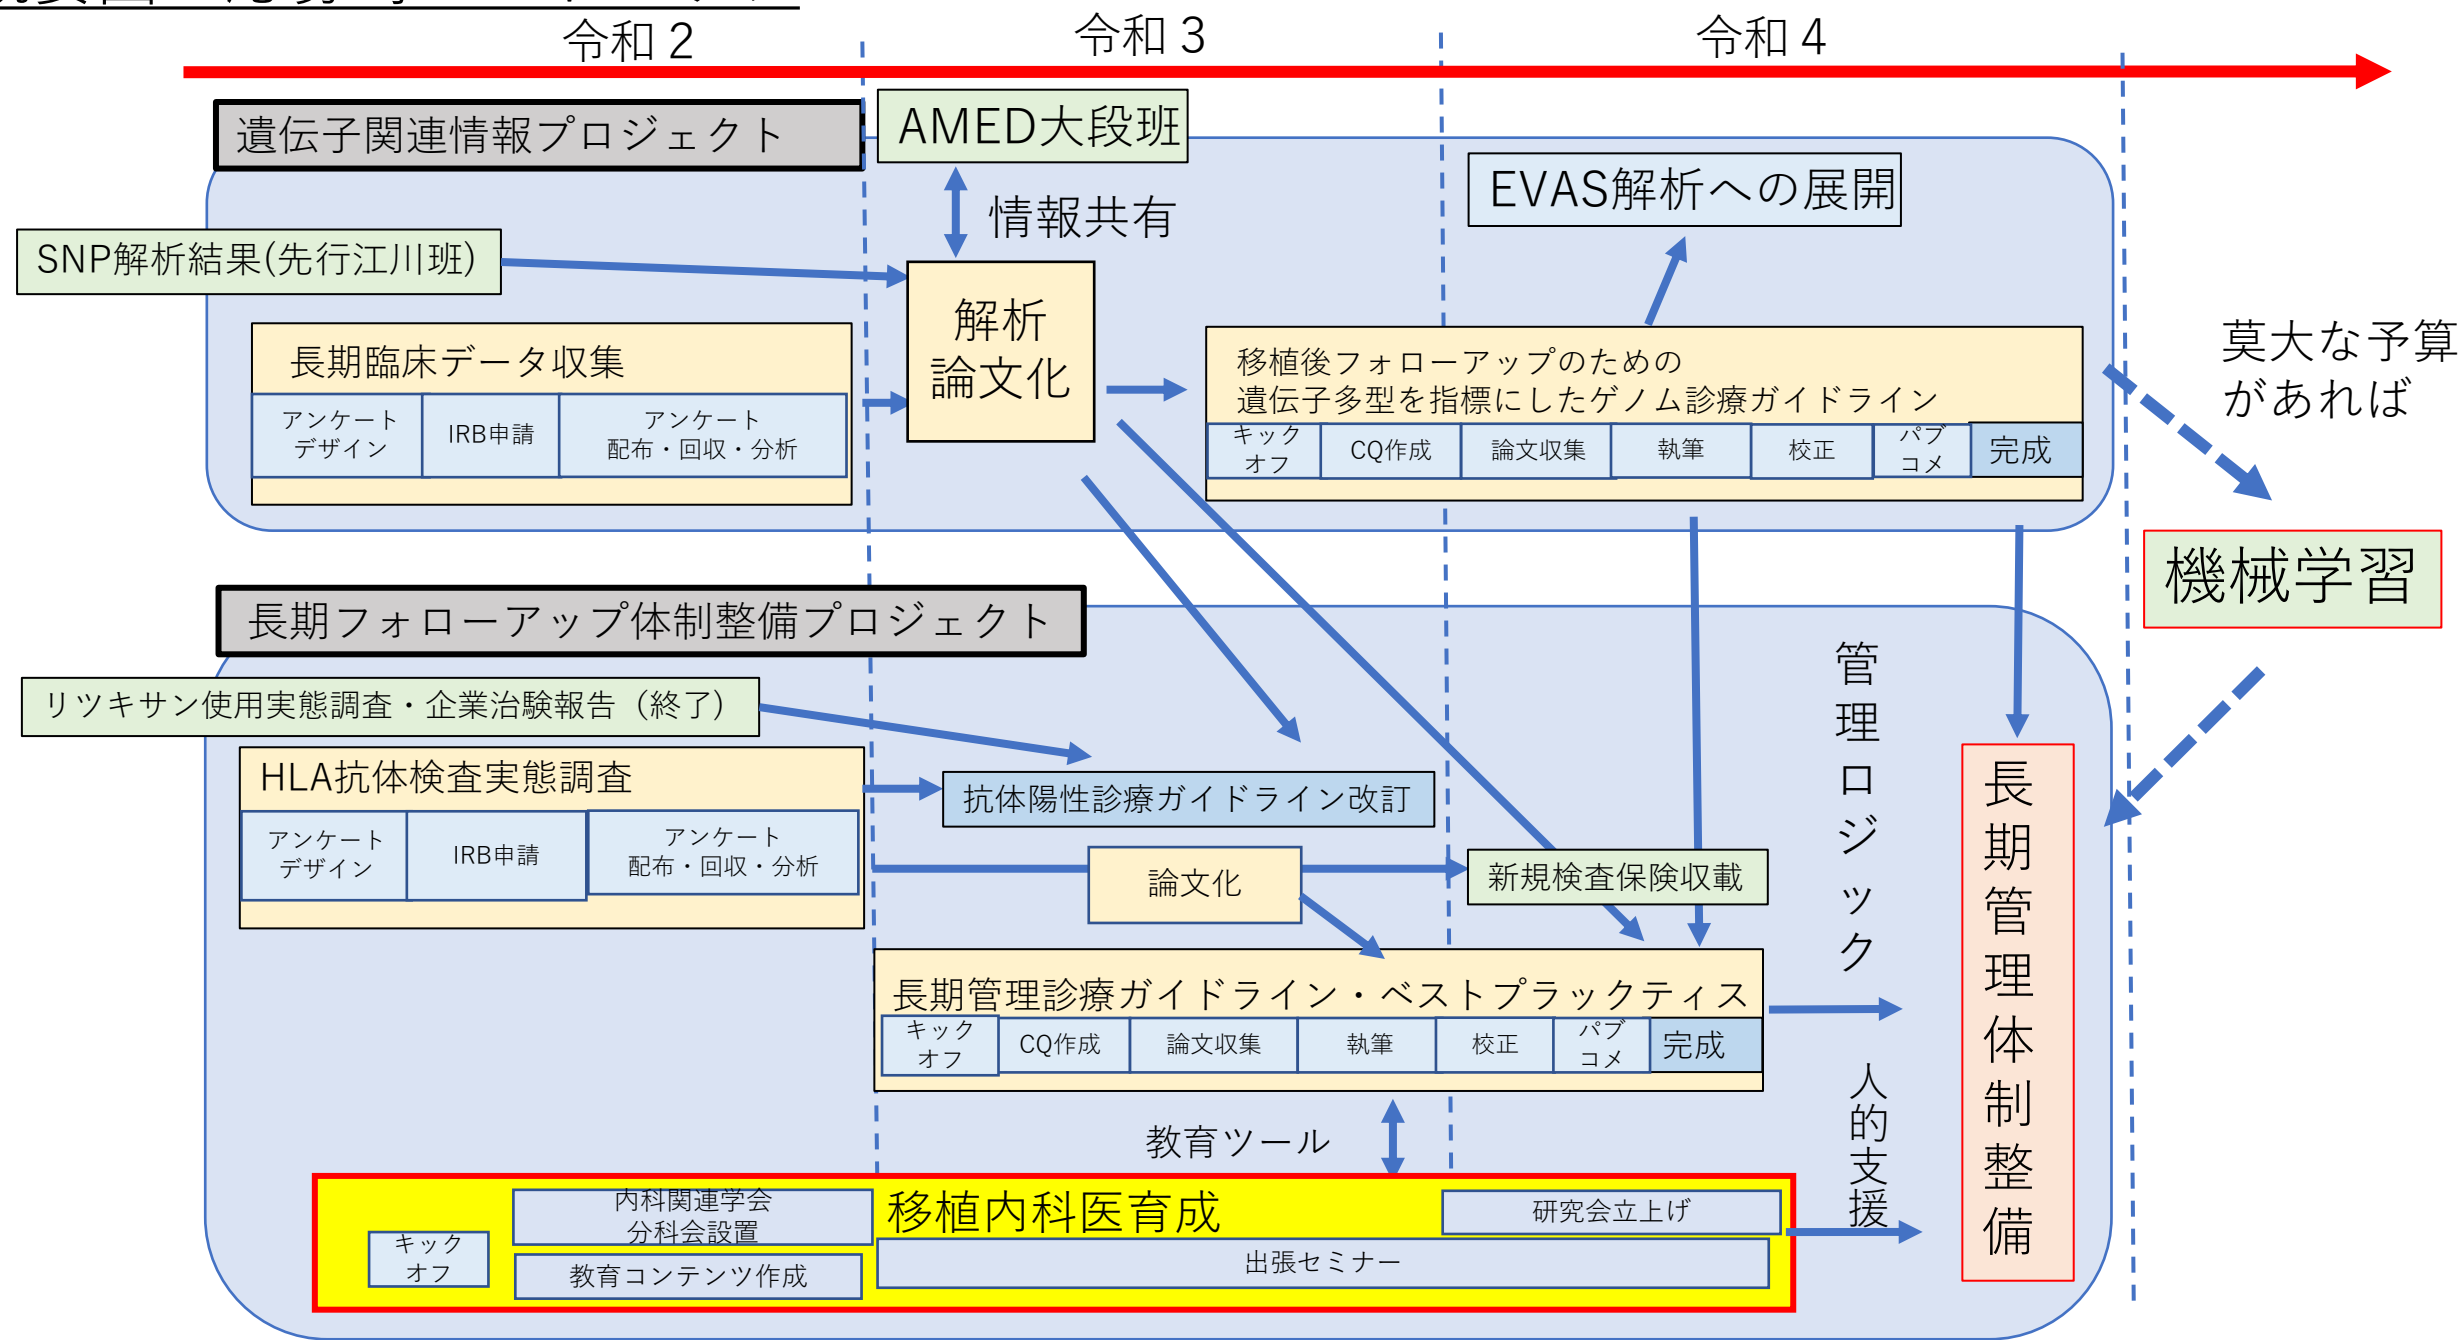 令和２
令和３
令和４
遺伝子関連情報プロジェクト
AMED大段班
情報共有
EVAS解析への展開
SNP解析結果(先行江川班)
解析
論文化
長期臨床データ収集
アンケート
デザイン
IRB申請
アンケート
配布・回収・分析
移植後フォローアップのための
遺伝子多型を指標にしたゲノム診療ガイドライン
キック
オフ
CQ作成
論文収集
執筆
校正
パブ
コメ
完成
莫大な予算
があれば
機械学習
長期フォローアップ体制整備プロジェクト
リツキサン使用実態調査・企業治験報告（終了）
HLA抗体検査実態調査
アンケート
デザイン
IRB申請
アンケート
配布・回収・分析
抗体陽性診療ガイドライン改訂
論文化
新規検査保険収載
長期管理診療ガイドライン・ベストプラックティス
キック
オフ
CQ作成
論文収集
執筆
校正
パブ
コメ
完成
管理ロジック
人的支援
長期管理体制整備
教育ツール
移植内科医育成
キック
オフ
内科関連学会
分科会設置
教育コンテンツ作成
研究会立上げ
出張セミナー